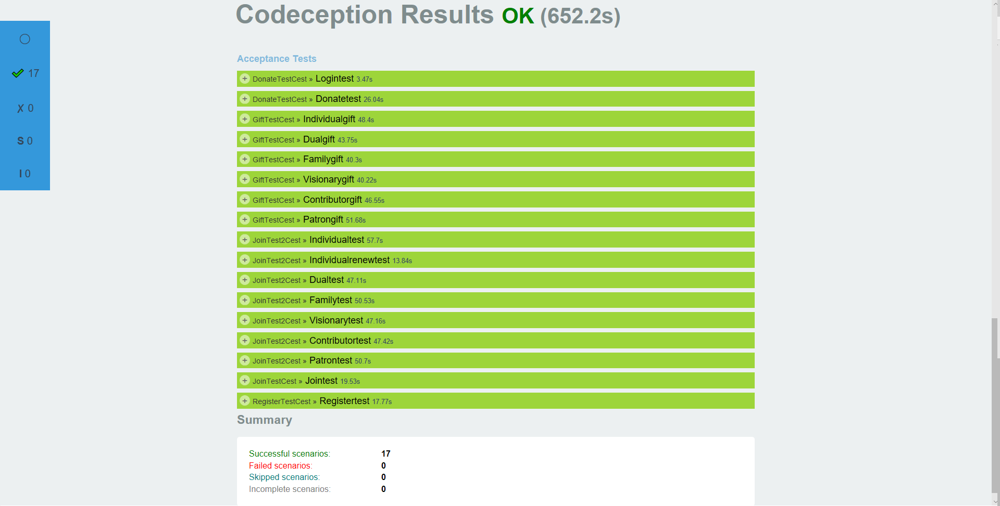 Codeception Results OK (652.2s)
✔ 17
✗ 0
S 0
I 0
Acceptance Tests
+ DonateTestCest » Logintest 3.47s
+ DonateTestCest » Donatetest 26.04s
+ GiftTestCest » Individualgift 48.4s
+ GiftTestCest » Dualgift 43.75s
+ GiftTestCest » Familygift 40.3s
+ GiftTestCest » Visionarygift 40.22s
+ GiftTestCest » Contributorgift 46.55s
+ GiftTestCest » Patrongift 51.68s
+ JoinTest2Cest » Individualtest 57.7s
+ JoinTest2Cest » Individualrenewtest 13.84s
+ JoinTest2Cest » Dualtest 47.11s
+ JoinTest2Cest » Familytest 50.53s
+ JoinTest2Cest » Visionarytest 47.16s
+ JoinTest2Cest » Contributortest 47.42s
+ JoinTest2Cest » Patrontest 50.7s
+ JoinTestCest » Jointest 19.53s
+ RegisterTestCest » Registertest 17.77s
Summary
Successful scenarios: 17
Failed scenarios: 0
Skipped scenarios: 0
Incomplete scenarios: 0